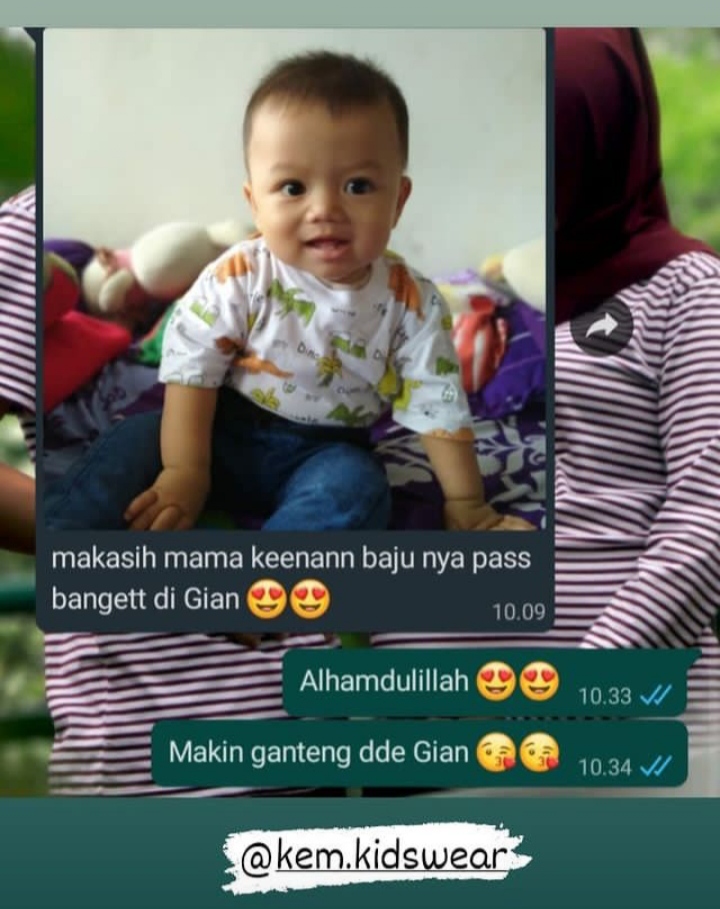 makasih mama keenann baju nya pass
bangett di Gian 😍😍
10.09
Alhamdulillah 😍😍 10.33
Makin ganteng dde Gian 😘😘 10.34
@kem.kidswear